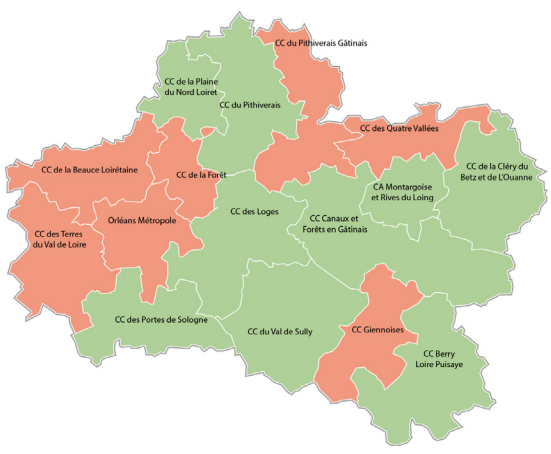 CC du Pithiverais Gâtinais
CC de la Plaine
du Nord Loiret
CC du Pithiverais
CC des Quatre Vallées
CC de la Beauce Loirétaine
CC de la Forêt
CC de la Cléry du
Betz et de L'Ouanne
CA Montargoise
et Rives du Loing
CC des Terres
du Val de Loire
Orléans Métropole
CC des Loges
CC Canaux et
Forêts en Gâtinais
CC des Portes de Sologne
CC du Val de Sully
CC Giennoises
CC Berry
Loire Puisaye